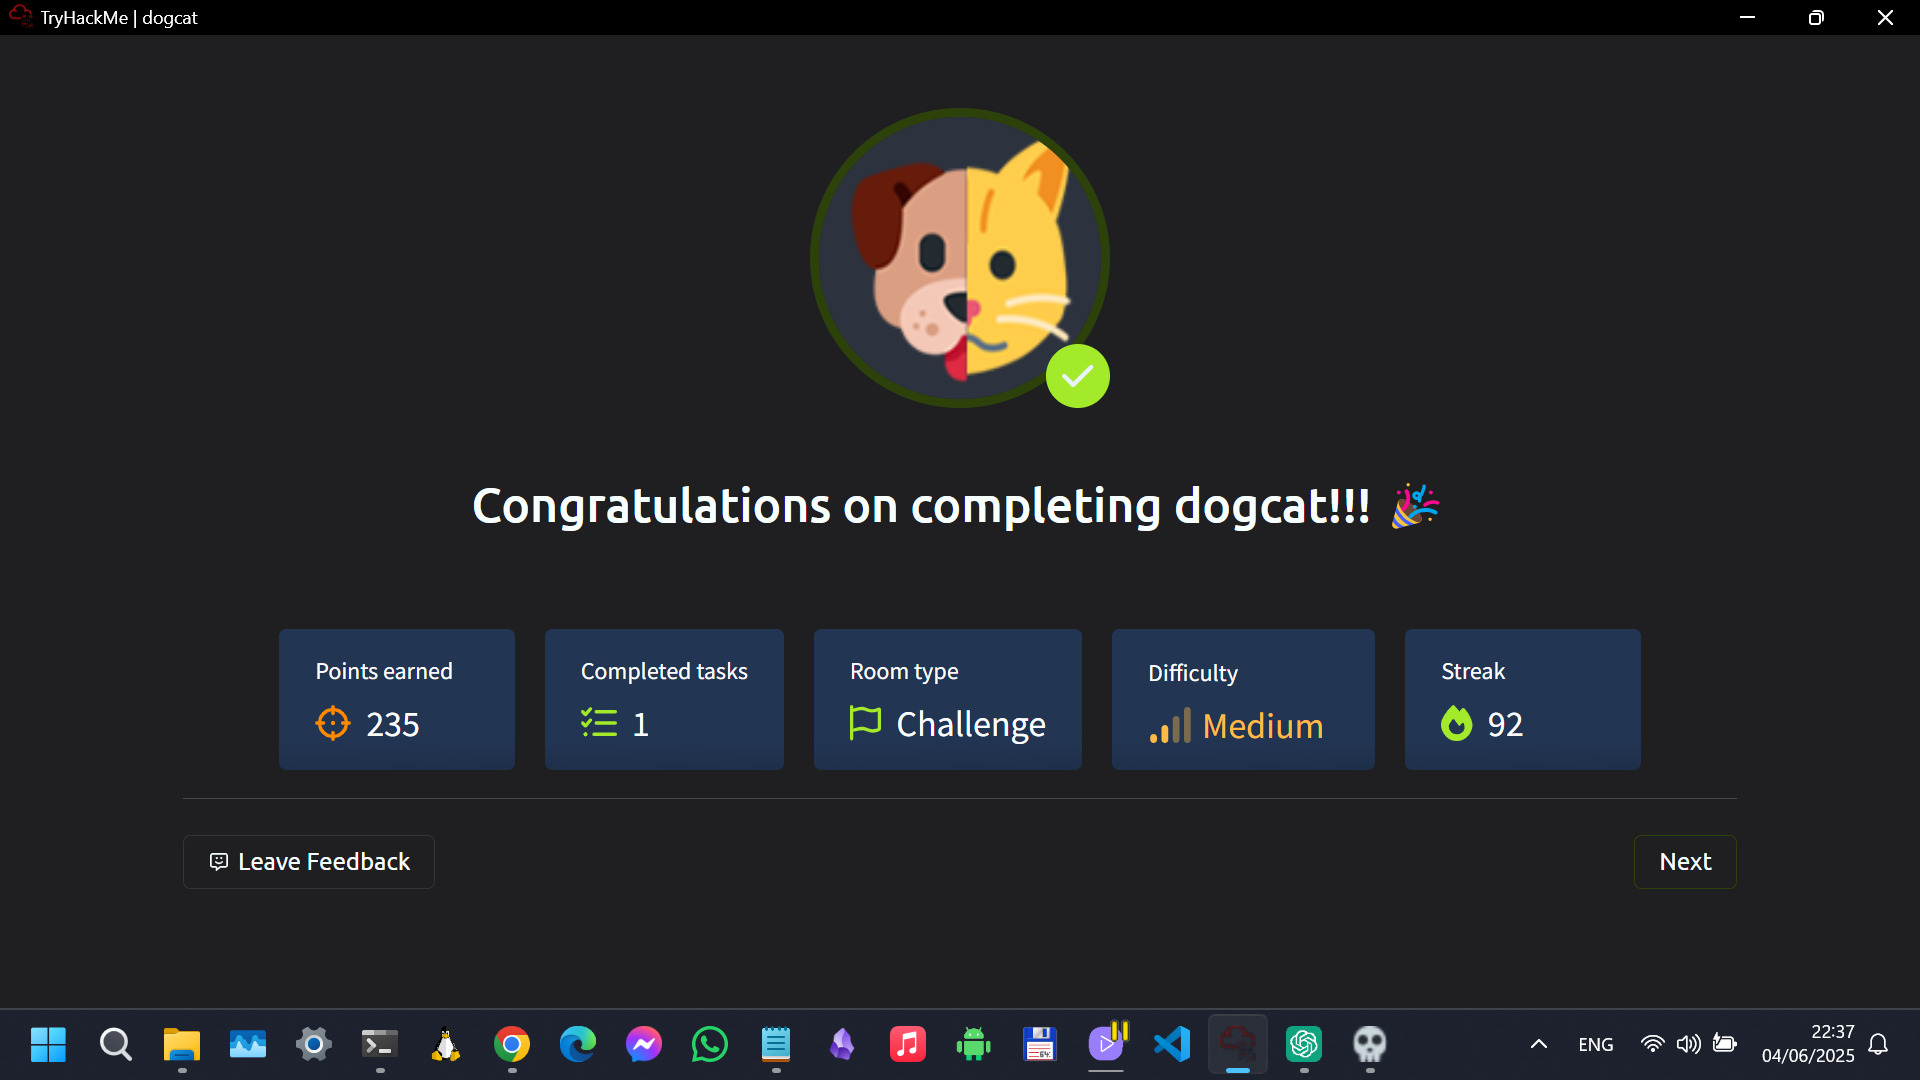 TryHackMe | dogcat
Congratulations on completing dogcat!!! 🎉
Points earned
235
Completed tasks
1
Room type
Challenge
Difficulty
Medium
Streak
92
Leave Feedback
Next
64
ENG
22:37
04/06/2025